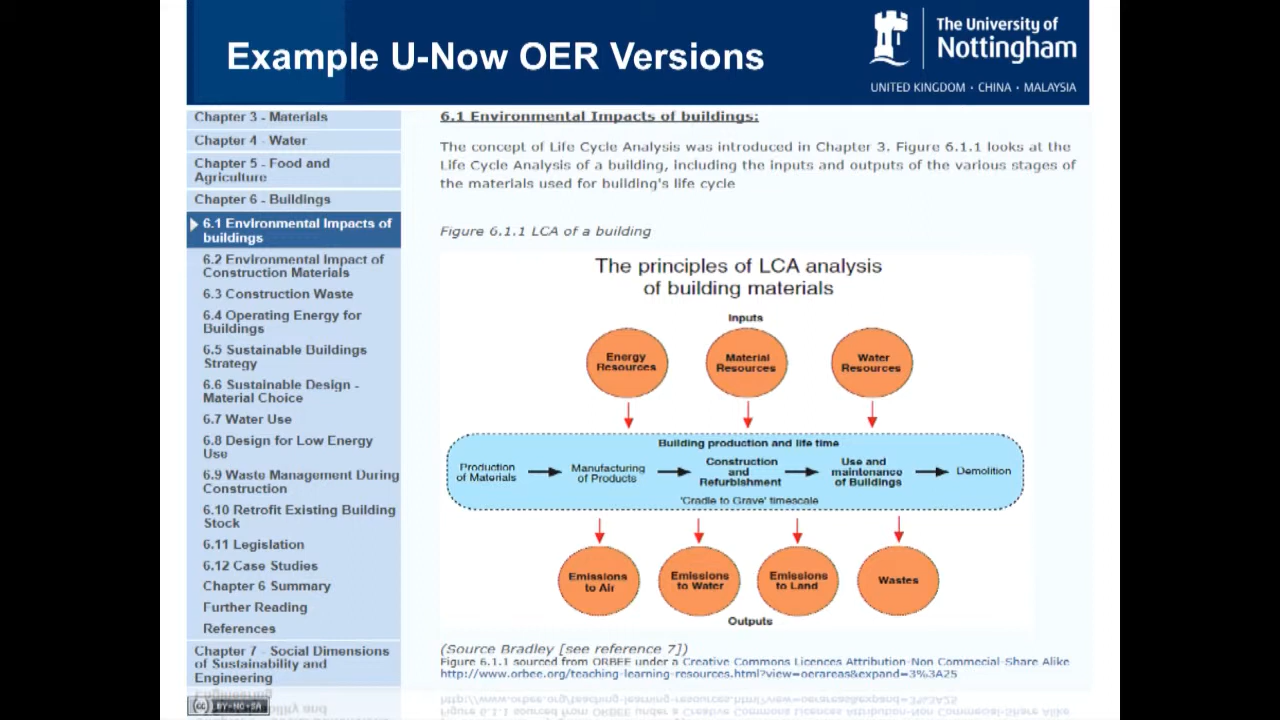 Example U-Now OER Versions
The University of
Nottingham
UNITED KINGDOM · CHINA · MALAYSIA
Chapter 3 - Materials
Chapter 4 - Water
Chapter 5 - Food and
Agriculture
Chapter 6 - Buildings
6.1 Environmental Impacts of
buildings
6.2 Environmental Impact of
Construction Materials
6.3 Construction Waste
6.4 Operating Energy for
Buildings
6.5 Sustainable Buildings
Strategy
6.6 Sustainable Design -
Material Choice
6.7 Water Use
6.8 Design for Low Energy
Use
6.9 Waste Management During
Construction
6.10 Retrofit Existing Building
Stock
6.11 Legislation
6.12 Case Studies
Chapter 6 Summary
Further Reading
References
Chapter 7 - Social Dimensions
of Sustainability and
Engineering
cc BY-NC-SA
6.1 Environmental Impacts of buildings:
The concept of Life Cycle Analysis was introduced in Chapter 3. Figure 6.1.1 looks at the
Life Cycle Analysis of a building, including the inputs and outputs of the various stages of
the materials used for building's life cycle
Figure 6.1.1 LCA of a building
The principles of LCA analysis
of building materials
Inputs
Energy
Resources
Material
Resources
Water
Resources
Building production and life time
Production
of Materials
Manufacturing
of Products
Construction
and
Refurbishment
Use and
maintenance
of Buildings
Demolition
'Cradle to Grave' timescale
Emissions
to Air
Emissions
to Water
Emissions
to Land
Wastes
Outputs
(Source Bradley [see reference 7])
Figure 6.1.1 sourced from ORBEE under a Creative Commons Licences Attribution-Non Commecial-Share Alike
http://www.orbee.org/teaching-learning-resources.html?view=oerareas&expand=3%3A25